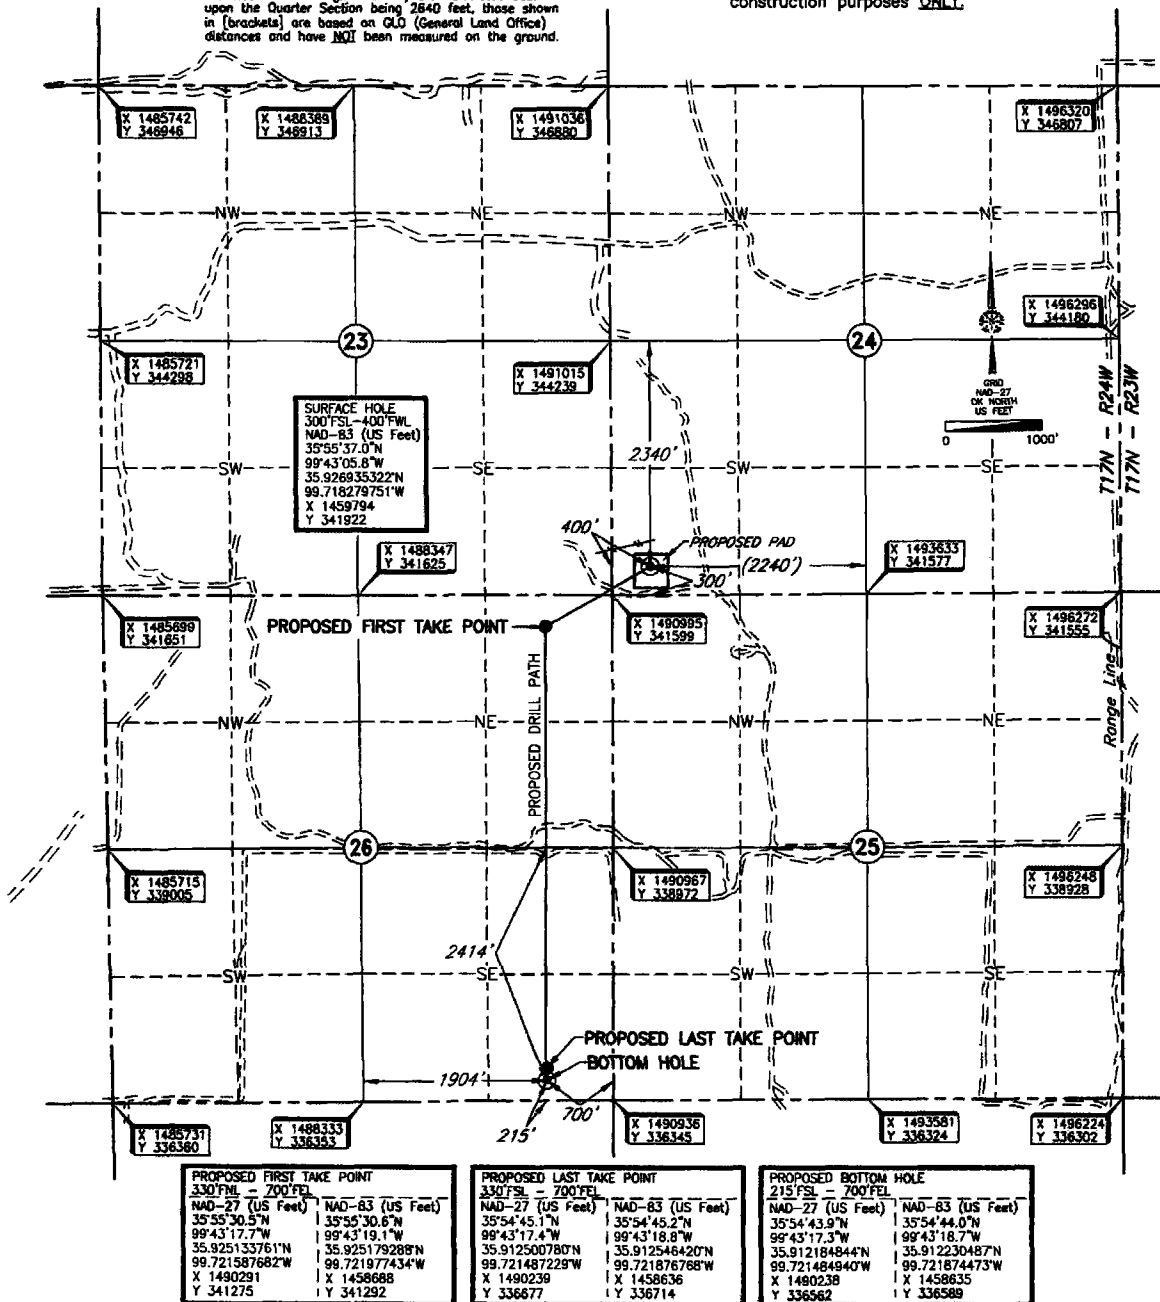 upon the Quarter Section being 2640 feet, those shown
in [brackets] are based on GLO (General Land Office)
distances and have NOT been measured on the ground.
construction purposes ONLY.
X 1485742
Y 346946
X 1488389
Y 346913
X 1491036
Y 346880
X 1496320
Y 346807
NW
NE
NW
NE
X 1496296
Y 344180
23
24
X 1485721
Y 344298
X 1491015
Y 344239
GRID
NAD-27
OK NORTH
US FEET
0
1000'
T17N - R24W
T17N - R23W
SURFACE HOLE
300'FSL-400'FWL
NAD-83 (US Feet)
35°55'37.0"N
99°43'05.8"W
35.926935322°N
99.718279751°W
X 1459794
Y 341922
SW
SE
2340'
SW
SE
400'
PROPOSED PAD
(2240')
300'
X 1488347
Y 341625
X 1493633
Y 341577
X 1485699
Y 341651
PROPOSED FIRST TAKE POINT
X 1490995
Y 341599
X 1496272
Y 341555
PROPOSED DRILL PATH
Range Line
NW
NE
NW
NE
26
25
X 1485715
Y 339005
X 1490967
Y 338972
X 1496248
Y 338928
2414'
SW
SE
SW
SE
PROPOSED LAST TAKE POINT
BOTTOM HOLE
1904'
700'
215'
X 1485731
Y 336360
X 1488333
Y 336353
X 1490936
Y 336345
X 1493581
Y 336324
X 1496224
Y 336302
PROPOSED FIRST TAKE POINT
330'FNL - 700'FEL
NAD-27 (US Feet)
35°55'30.5"N
99°43'17.7"W
35.925133761°N
99.721587682°W
X 1490291
Y 341275
NAD-83 (US Feet)
35°55'30.6"N
99°43'19.1"W
35.925179288°N
99.721977434°W
X 1458688
Y 341292
PROPOSED LAST TAKE POINT
330'FSL - 700'FEL
NAD-27 (US Feet)
35°54'45.1"N
99°43'17.4"W
35.912500780°N
99.721487229°W
X 1490239
Y 336677
NAD-83 (US Feet)
35°54'45.2"N
99°43'18.8"W
35.912546420°N
99.721876768°W
X 1458636
Y 336714
PROPOSED BOTTOM HOLE
215'FSL - 700'FEL
NAD-27 (US Feet)
35°54'43.9"N
99°43'17.3"W
35.912184844°N
99.721484940°W
X 1490238
Y 336562
NAD-83 (US Feet)
35°54'44.0"N
99°43'18.7"W
35.912230487°N
99.721874473°W
X 1458635
Y 336589